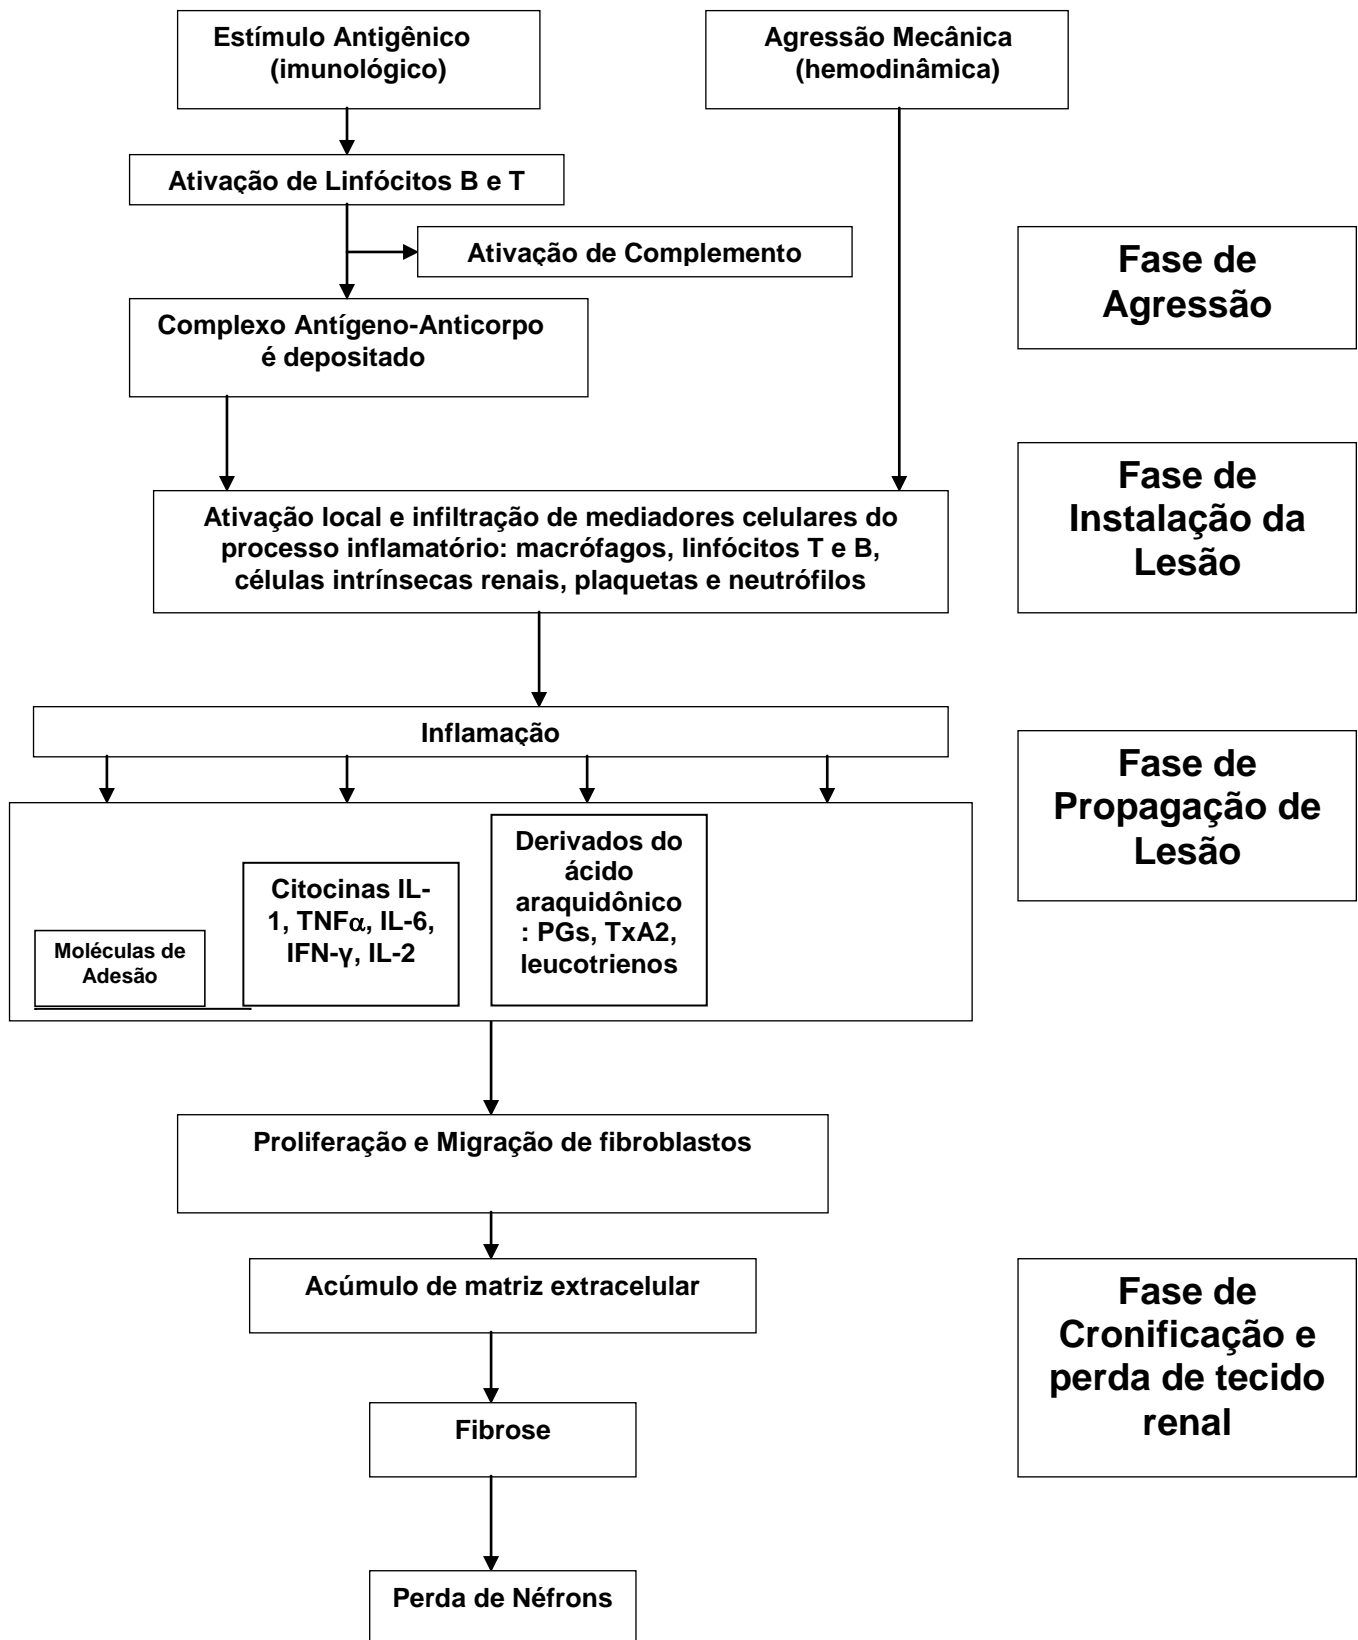 Estímulo Antigênico
(imunológico)
Agressão Mecânica
(hemodinâmica)
Ativação de Linfócitos B e T
Ativação de Complemento
Fase de
Agressão
Complexo Antígeno-Anticorpo
é depositado
Fase de
Instalação da
Lesão
Ativação local e infiltração de mediadores celulares do
processo inflamatório: macrófagos, linfócitos T e B,
células intrínsecas renais, plaquetas e neutrófilos
Inflamação
Fase de
Propagação de
Lesão
Moléculas de
Adesão
Citocinas IL-
1, TNFα, IL-6,
IFN-γ, IL-2
Derivados do
ácido
araquidônico
: PGs, TxA2,
leucotrienos
Proliferação e Migração de fibroblastos
Acúmulo de matriz extracelular
Fase de
Cronificação e
perda de tecido
renal
Fibrose
Perda de Néfrons